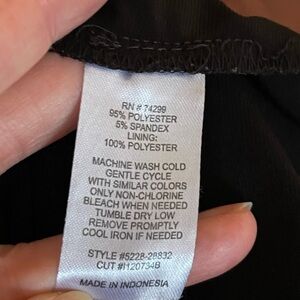 RN # 74299
95% POLYESTER
5% SPANDEX
LINING:
100% POLYESTER
MACHINE WASH COLD
GENTLE CYCLE
WITH SIMILAR COLORS
ONLY NON-CHLORINE
BLEACH WHEN NEEDED
TUMBLE DRY LOW
REMOVE PROMPTLY
COOL IRON IF NEEDED
STYLE #5228-28832
CUT #I120734B
MADE IN INDONESIA